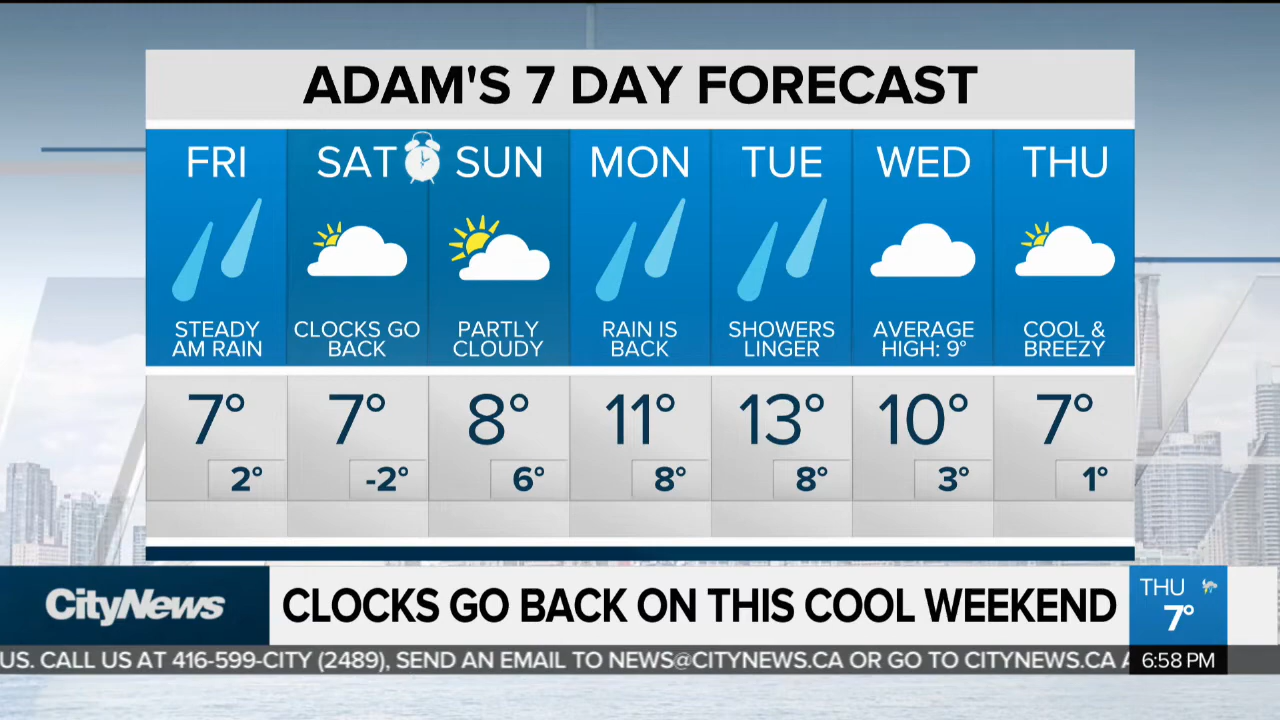 ADAM'S 7 DAY FORECAST
FRI SAT SUN MON TUE WED THU
STEADY AM RAIN
CLOCKS GO BACK
PARTLY CLOUDY
RAIN IS BACK
SHOWERS LINGER
AVERAGE HIGH: 9°
COOL & BREEZY
7° 7° 8° 11° 13° 10° 7°
2° -2° 6° 8° 8° 3° 1°
CityNews
CLOCKS GO BACK ON THIS COOL WEEKEND
THU
7°
US. CALL US AT 416-599-CITY (2489), SEND AN EMAIL TO NEWS@CITYNEWS.CA OR GO TO CITYNEWS.CA
6:58 PM